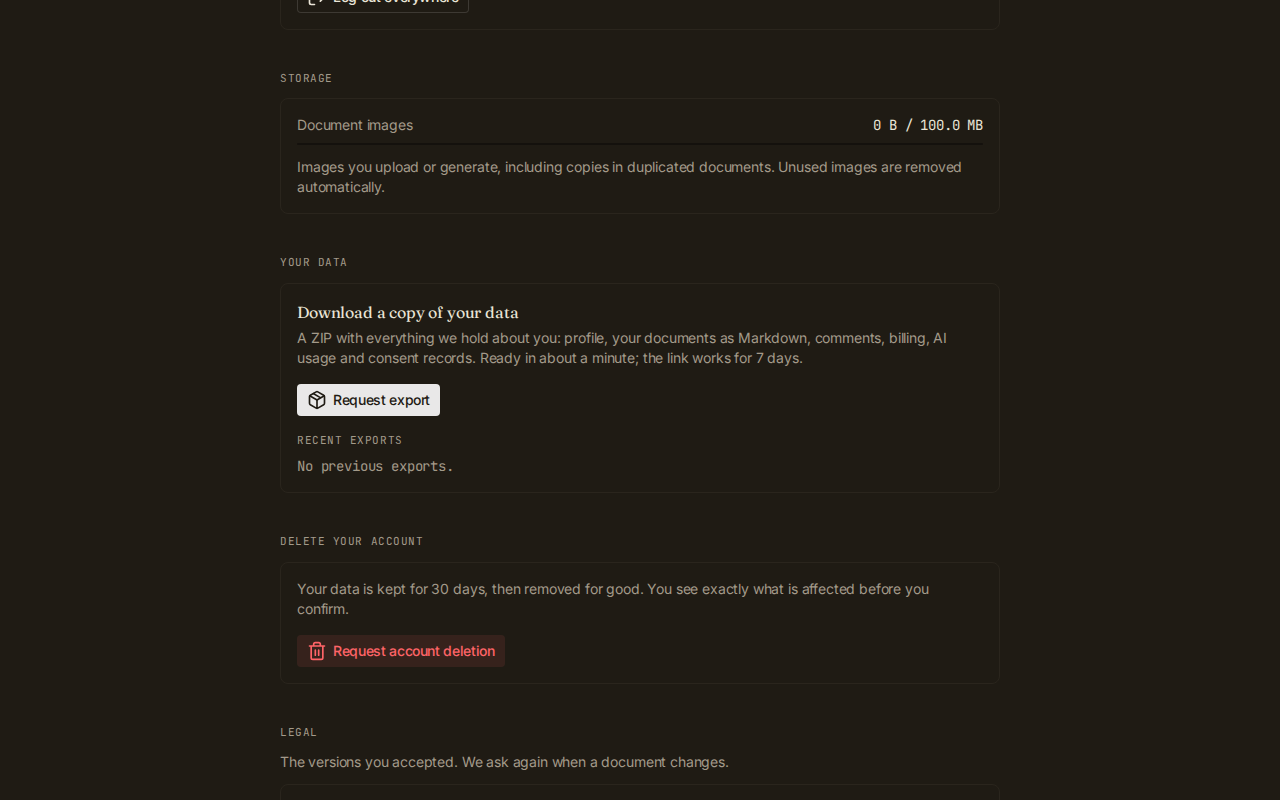 Log out everywhere
STORAGE
Document images
0 B / 100.0 MB
Images you upload or generate, including copies in duplicated documents. Unused images are removed
automatically.
YOUR DATA
Download a copy of your data
A ZIP with everything we hold about you: profile, your documents as Markdown, comments, billing, AI
usage and consent records. Ready in about a minute; the link works for 7 days.
Request export
RECENT EXPORTS
No previous exports.
DELETE YOUR ACCOUNT
Your data is kept for 30 days, then removed for good. You see exactly what is affected before you
confirm.
Request account deletion
LEGAL
The versions you accepted. We ask again when a document changes.